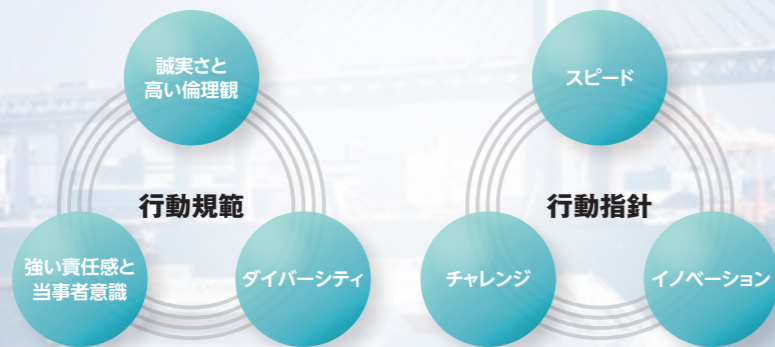 誠実さと
高い倫理観
行動規範
強い責任感と
当事者意識
ダイバーシティ
スピード
行動指針
チャレンジ
イノベーション